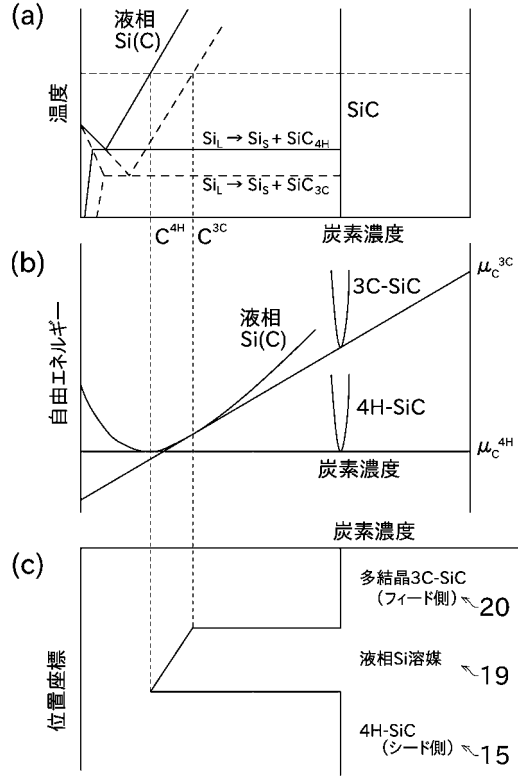 (a)
液相
Si(C)
温度
SiC
Si_L → Si_S + SiC_4H
Si_L → Si_S + SiC_3C
C^4H C^3C
炭素濃度
(b)
μ_C^3C
3C-SiC
液相
Si(C)
自由エネルギー
4H-SiC
μ_C^4H
炭素濃度
炭素濃度
(c)
多結晶3C-SiC
(フィード側)
20
位置座標
液相Si溶媒
19
4H-SiC
(シード側)
15